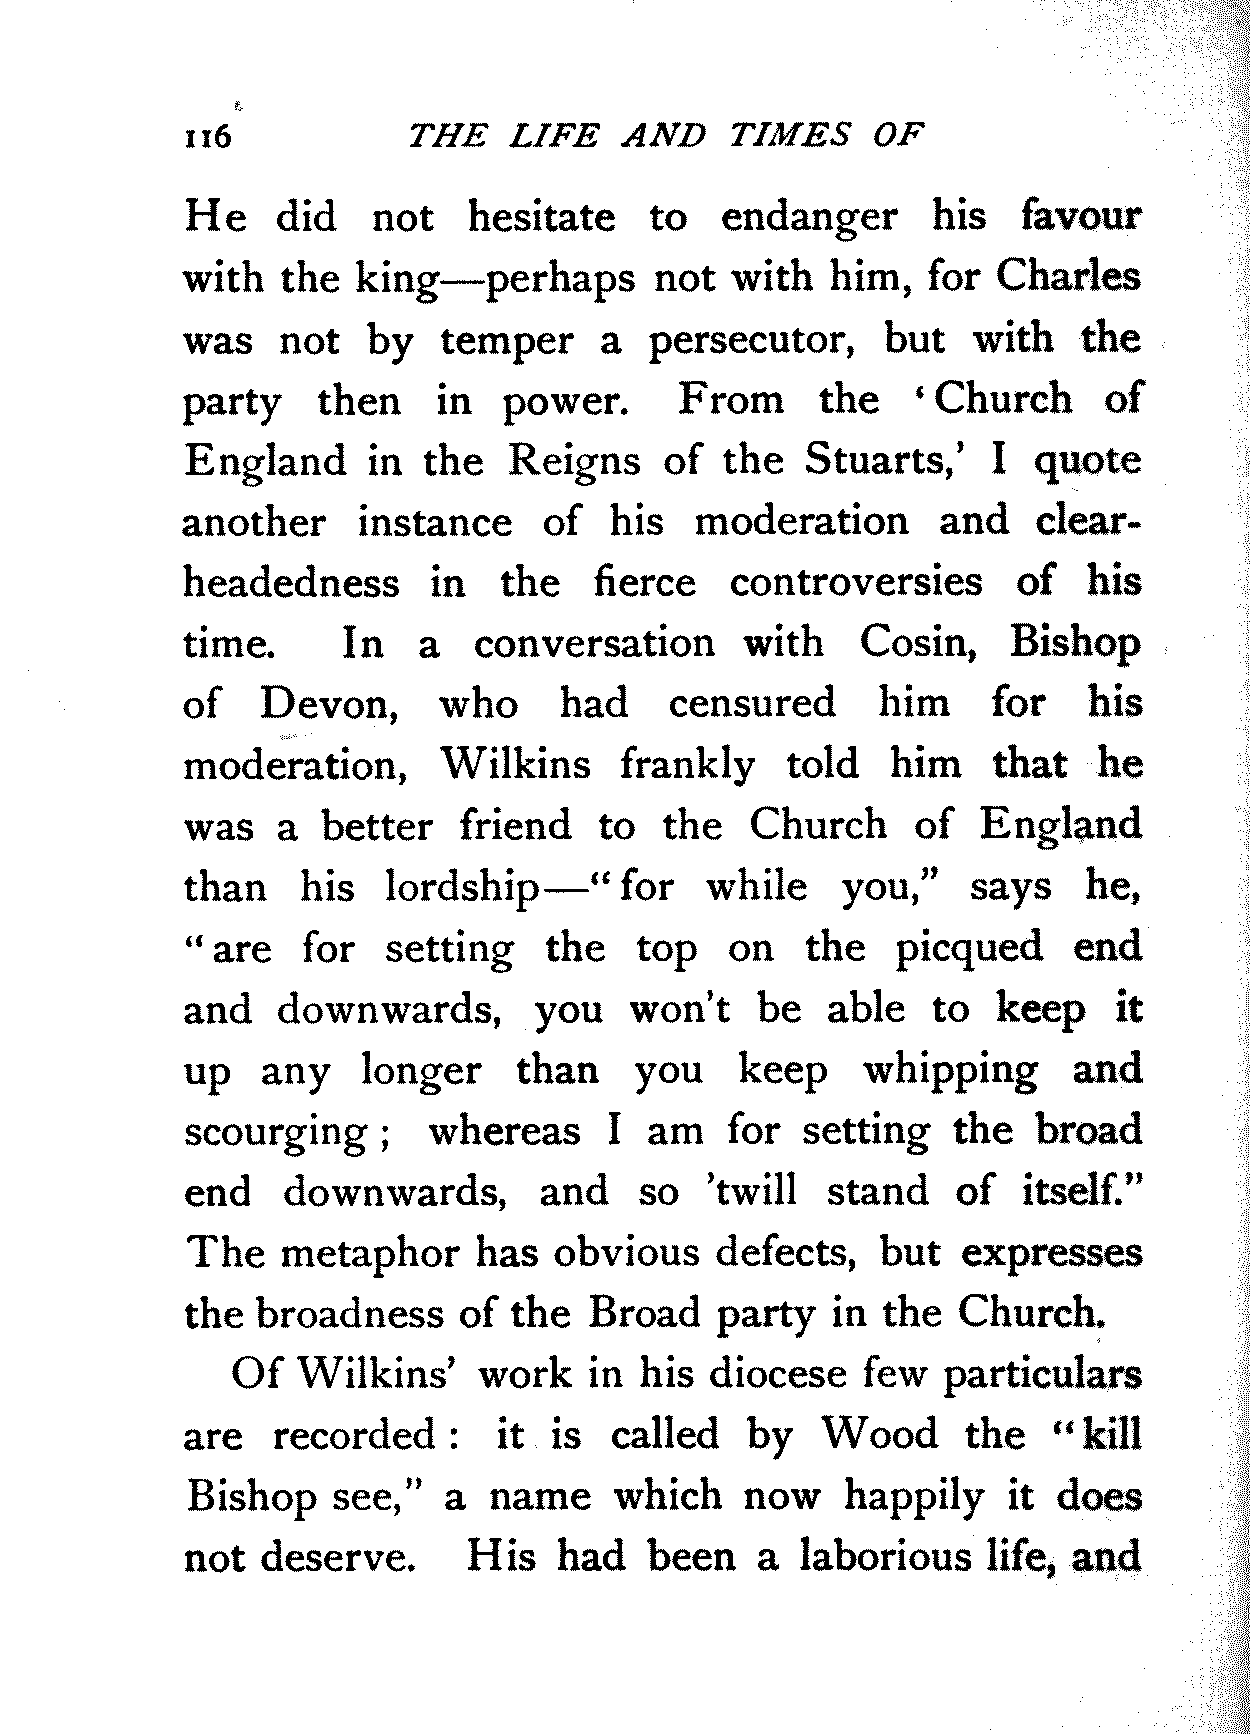 116 THE LIFE AND TIMES OF
He did not hesitate to endanger his favour
with the king—perhaps not with him, for Charles
was not by temper a persecutor, but with the
party then in power. From the ‘Church of
England in the Reigns of the Stuarts,’ I quote
another instance of his moderation and clear-
headedness in the fierce controversies of his
time. In a conversation with Cosin, Bishop
of Devon, who had censured him for his
moderation, Wilkins frankly told him that he
was a better friend to the Church of England
than his lordship—“for while you,” says he,
“are for setting the top on the picqued end
and downwards, you won’t be able to keep it
up any longer than you keep whipping and
scourging; whereas I am for setting the broad
end downwards, and so ’twill stand of itself.”
The metaphor has obvious defects, but expresses
the broadness of the Broad party in the Church.
Of Wilkins’ work in his diocese few particulars
are recorded: it is called by Wood the “kill
Bishop see,” a name which now happily it does
not deserve. His had been a laborious life, and